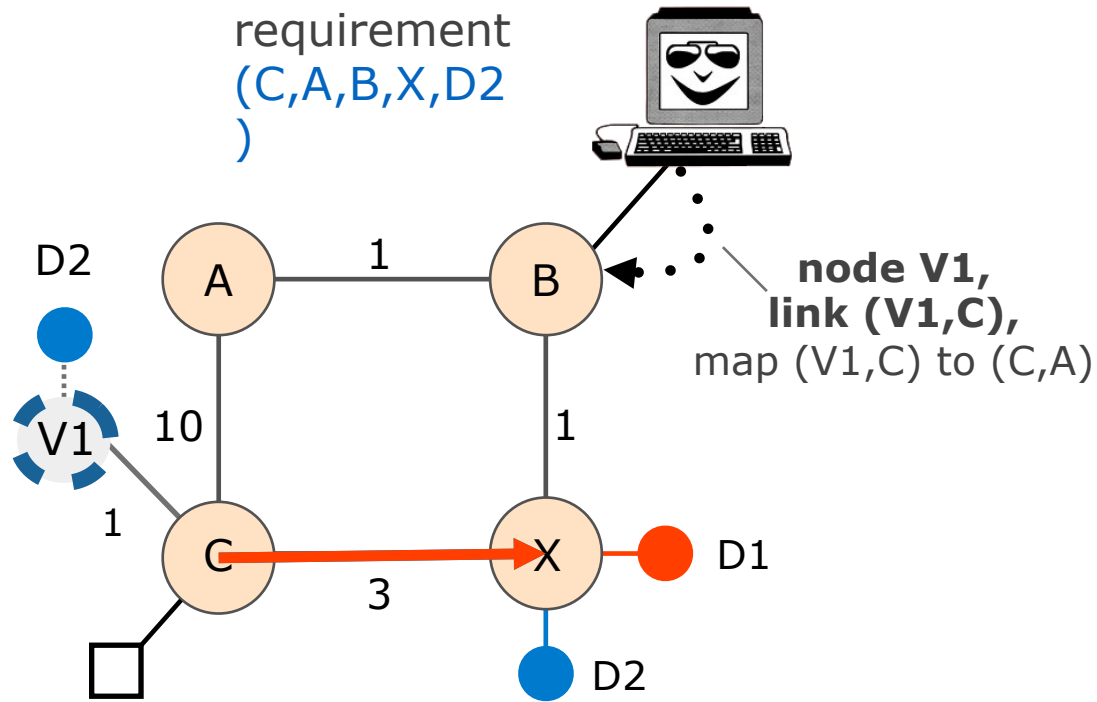 requirement
(C,A,B,X,D2
)
D2
A
1
B
node V1,
link (V1,C),
map (V1,C) to (C,A)
V1
10
1
1
C
3
X
D1
D2